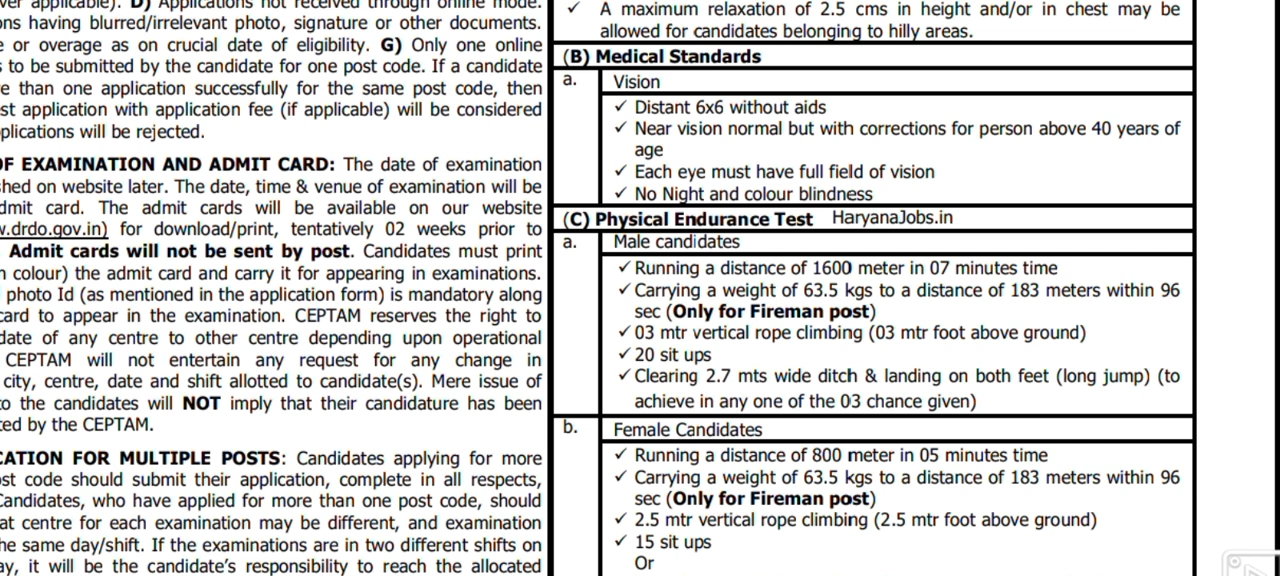 ver applicable). D) Applications not received through online mode.
ons having blurred/irrelevant photo, signature or other documents.
e or overage as on crucial date of eligibility. G) Only one online
s to be submitted by the candidate for one post code. If a candidate
re than one application successfully for the same post code, then
st application with application fee (if applicable) will be considered
pplications will be rejected.
OF EXAMINATION AND ADMIT CARD: The date of examination
shed on website later. The date, time & venue of examination will be
dmit card. The admit cards will be available on our website
w.drdo.gov.in) for download/print, tentatively 02 weeks prior to
Admit cards will not be sent by post. Candidates must print
n colour) the admit card and carry it for appearing in examinations.
photo Id (as mentioned in the application form) is mandatory along
card to appear in the examination. CEPTAM reserves the right to
date of any centre to other centre depending upon operational
CEPTAM will not entertain any request for any change in
city, centre, date and shift allotted to candidate(s). Mere issue of
to the candidates will NOT imply that their candidature has been
ted by the CEPTAM.
CATION FOR MULTIPLE POSTS: Candidates applying for more
st code should submit their application, complete in all respects,
Candidates, who have applied for more than one post code, should
at centre for each examination may be different, and examination
he same day/shift. If the examinations are in two different shifts on
ay, it will be the candidate's responsibility to reach the allocated
✓ A maximum relaxation of 2.5 cms in height and/or in chest may be
allowed for candidates belonging to hilly areas.
(B) Medical Standards
a. Vision
✓ Distant 6x6 without aids
✓ Near vision normal but with corrections for person above 40 years of
age
✓ Each eye must have full field of vision
✓ No Night and colour blindness
(C) Physical Endurance Test HaryanaJobs.in
a. Male candidates
✓ Running a distance of 1600 meter in 07 minutes time
✓ Carrying a weight of 63.5 kgs to a distance of 183 meters within 96
sec (Only for Fireman post)
✓ 03 mtr vertical rope climbing (03 mtr foot above ground)
✓ 20 sit ups
✓ Clearing 2.7 mts wide ditch & landing on both feet (long jump) (to
achieve in any one of the 03 chance given)
b. Female Candidates
✓ Running a distance of 800 meter in 05 minutes time
✓ Carrying a weight of 63.5 kgs to a distance of 183 meters within 96
sec (Only for Fireman post)
✓ 2.5 mtr vertical rope climbing (2.5 mtr foot above ground)
✓ 15 sit ups
Or